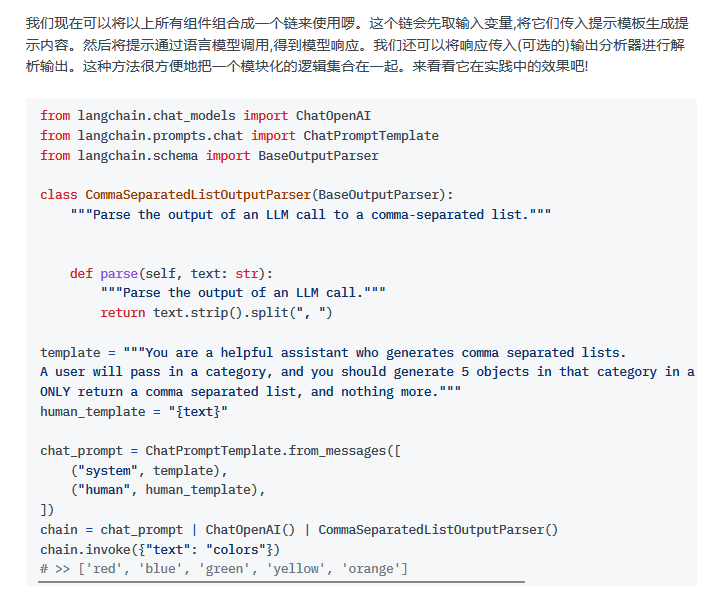 我们现在可以将以上所有组件组合成一个链来使用啰。这个链会先取输入变量,将它们传入提示模板生成提
示内容。然后将提示通过语言模型调用,得到模型响应。我们还可以将响应传入(可选的)输出分析器进行解
析输出。这种方法很方便地把一个模块化的逻辑集合在一起。来看看它在实践中的效果吧!
from langchain.chat_models import ChatOpenAI
from langchain.prompts.chat import ChatPromptTemplate
from langchain.schema import BaseOutputParser
class CommaSeparatedListOutputParser(BaseOutputParser):
    """Parse the output of an LLM call to a comma-separated list."""
    def parse(self, text: str):
        """Parse the output of an LLM call."""
        return text.strip().split(", ")
template = """You are a helpful assistant who generates comma separated lists.
A user will pass in a category, and you should generate 5 objects in that category in a
ONLY return a comma separated list, and nothing more."""
human_template = "{text}"
chat_prompt = ChatPromptTemplate.from_messages([
    ("system", template),
    ("human", human_template),
])
chain = chat_prompt | ChatOpenAI() | CommaSeparatedListOutputParser()
chain.invoke({"text": "colors"})
# >> ['red', 'blue', 'green', 'yellow', 'orange']